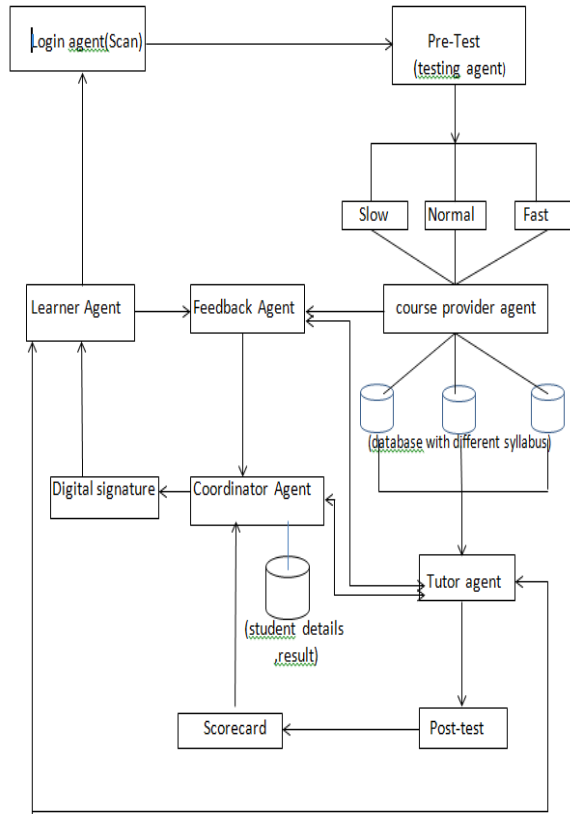 Login agent(Scan)
Pre-Test
(testing agent)
Slow
Normal
Fast
Learner Agent
Feedback Agent
course provider agent
(database with different syllabus)
Digital signature
Coordinator Agent
Tutor agent
(student details
,result)
Scorecard
Post-test